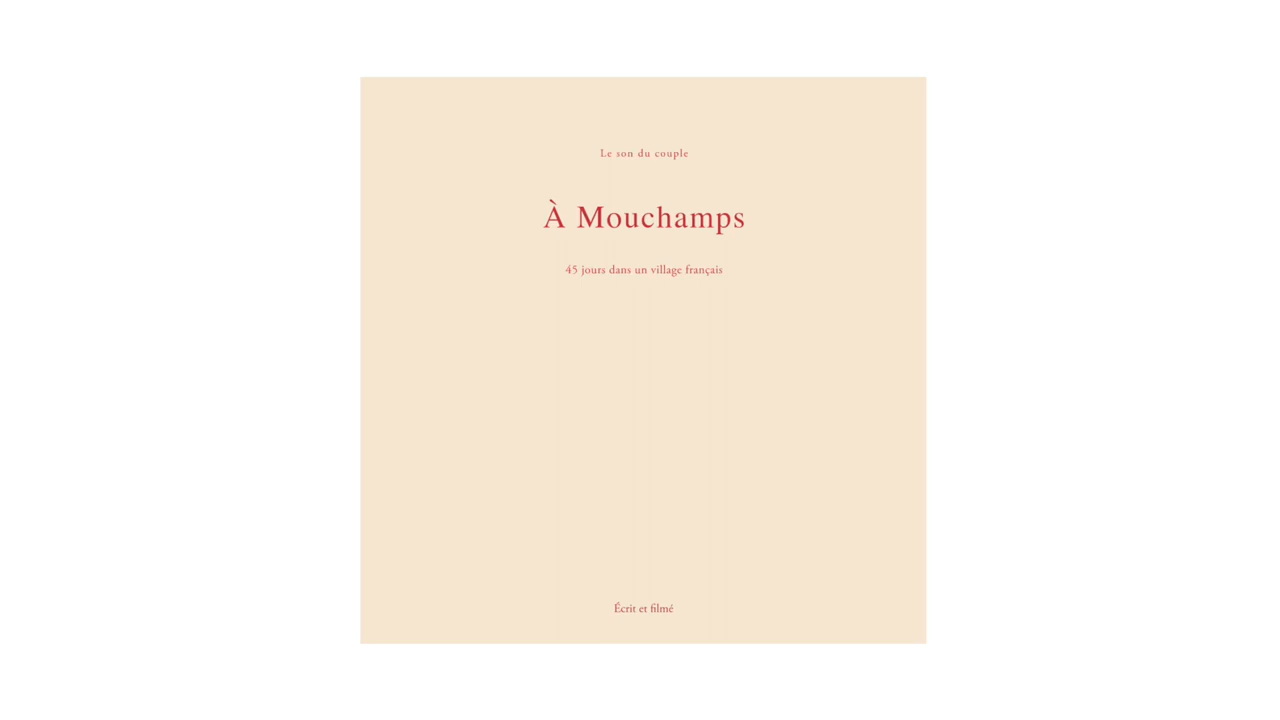 Le son du couple
À Mouchamps
45 jours dans un village français
Écrit et filmé